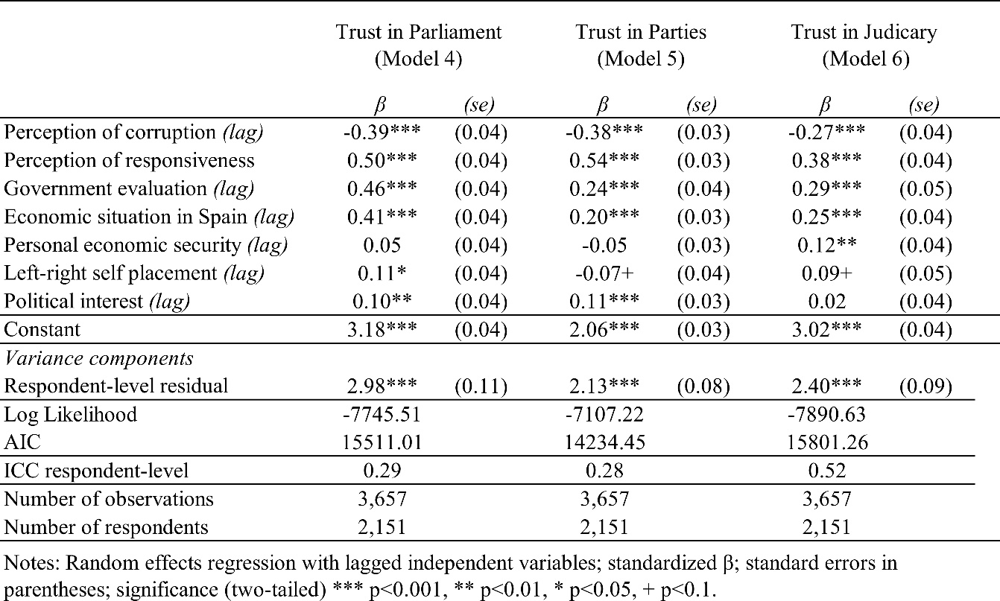 Trust in Parliament Trust in Parties Trust in Judicary
(Model 4) (Model 5) (Model 6)
β (se) β (se) β (se)
Perception of corruption (lag) -0.39*** (0.04) -0.38*** (0.03) -0.27*** (0.04)
Perception of responsiveness 0.50*** (0.04) 0.54*** (0.03) 0.38*** (0.04)
Government evaluation (lag) 0.46*** (0.04) 0.24*** (0.04) 0.29*** (0.05)
Economic situation in Spain (lag) 0.41*** (0.04) 0.20*** (0.03) 0.25*** (0.04)
Personal economic security (lag) 0.05 (0.04) -0.05 (0.03) 0.12** (0.04)
Left-right self placement (lag) 0.11* (0.04) -0.07+ (0.04) 0.09+ (0.05)
Political interest (lag) 0.10** (0.04) 0.11*** (0.03) 0.02 (0.04)
Constant 3.18*** (0.04) 2.06*** (0.03) 3.02*** (0.04)
Variance components
Respondent-level residual 2.98*** (0.11) 2.13*** (0.08) 2.40*** (0.09)
Log Likelihood -7745.51 -7107.22 -7890.63
AIC 15511.01 14234.45 15801.26
ICC respondent-level 0.29 0.28 0.52
Number of observations 3,657 3,657 3,657
Number of respondents 2,151 2,151 2,151
Notes: Random effects regression with lagged independent variables; standardized β; standard errors in
parentheses; significance (two-tailed) *** p<0.001, ** p<0.01, * p<0.05, + p<0.1.